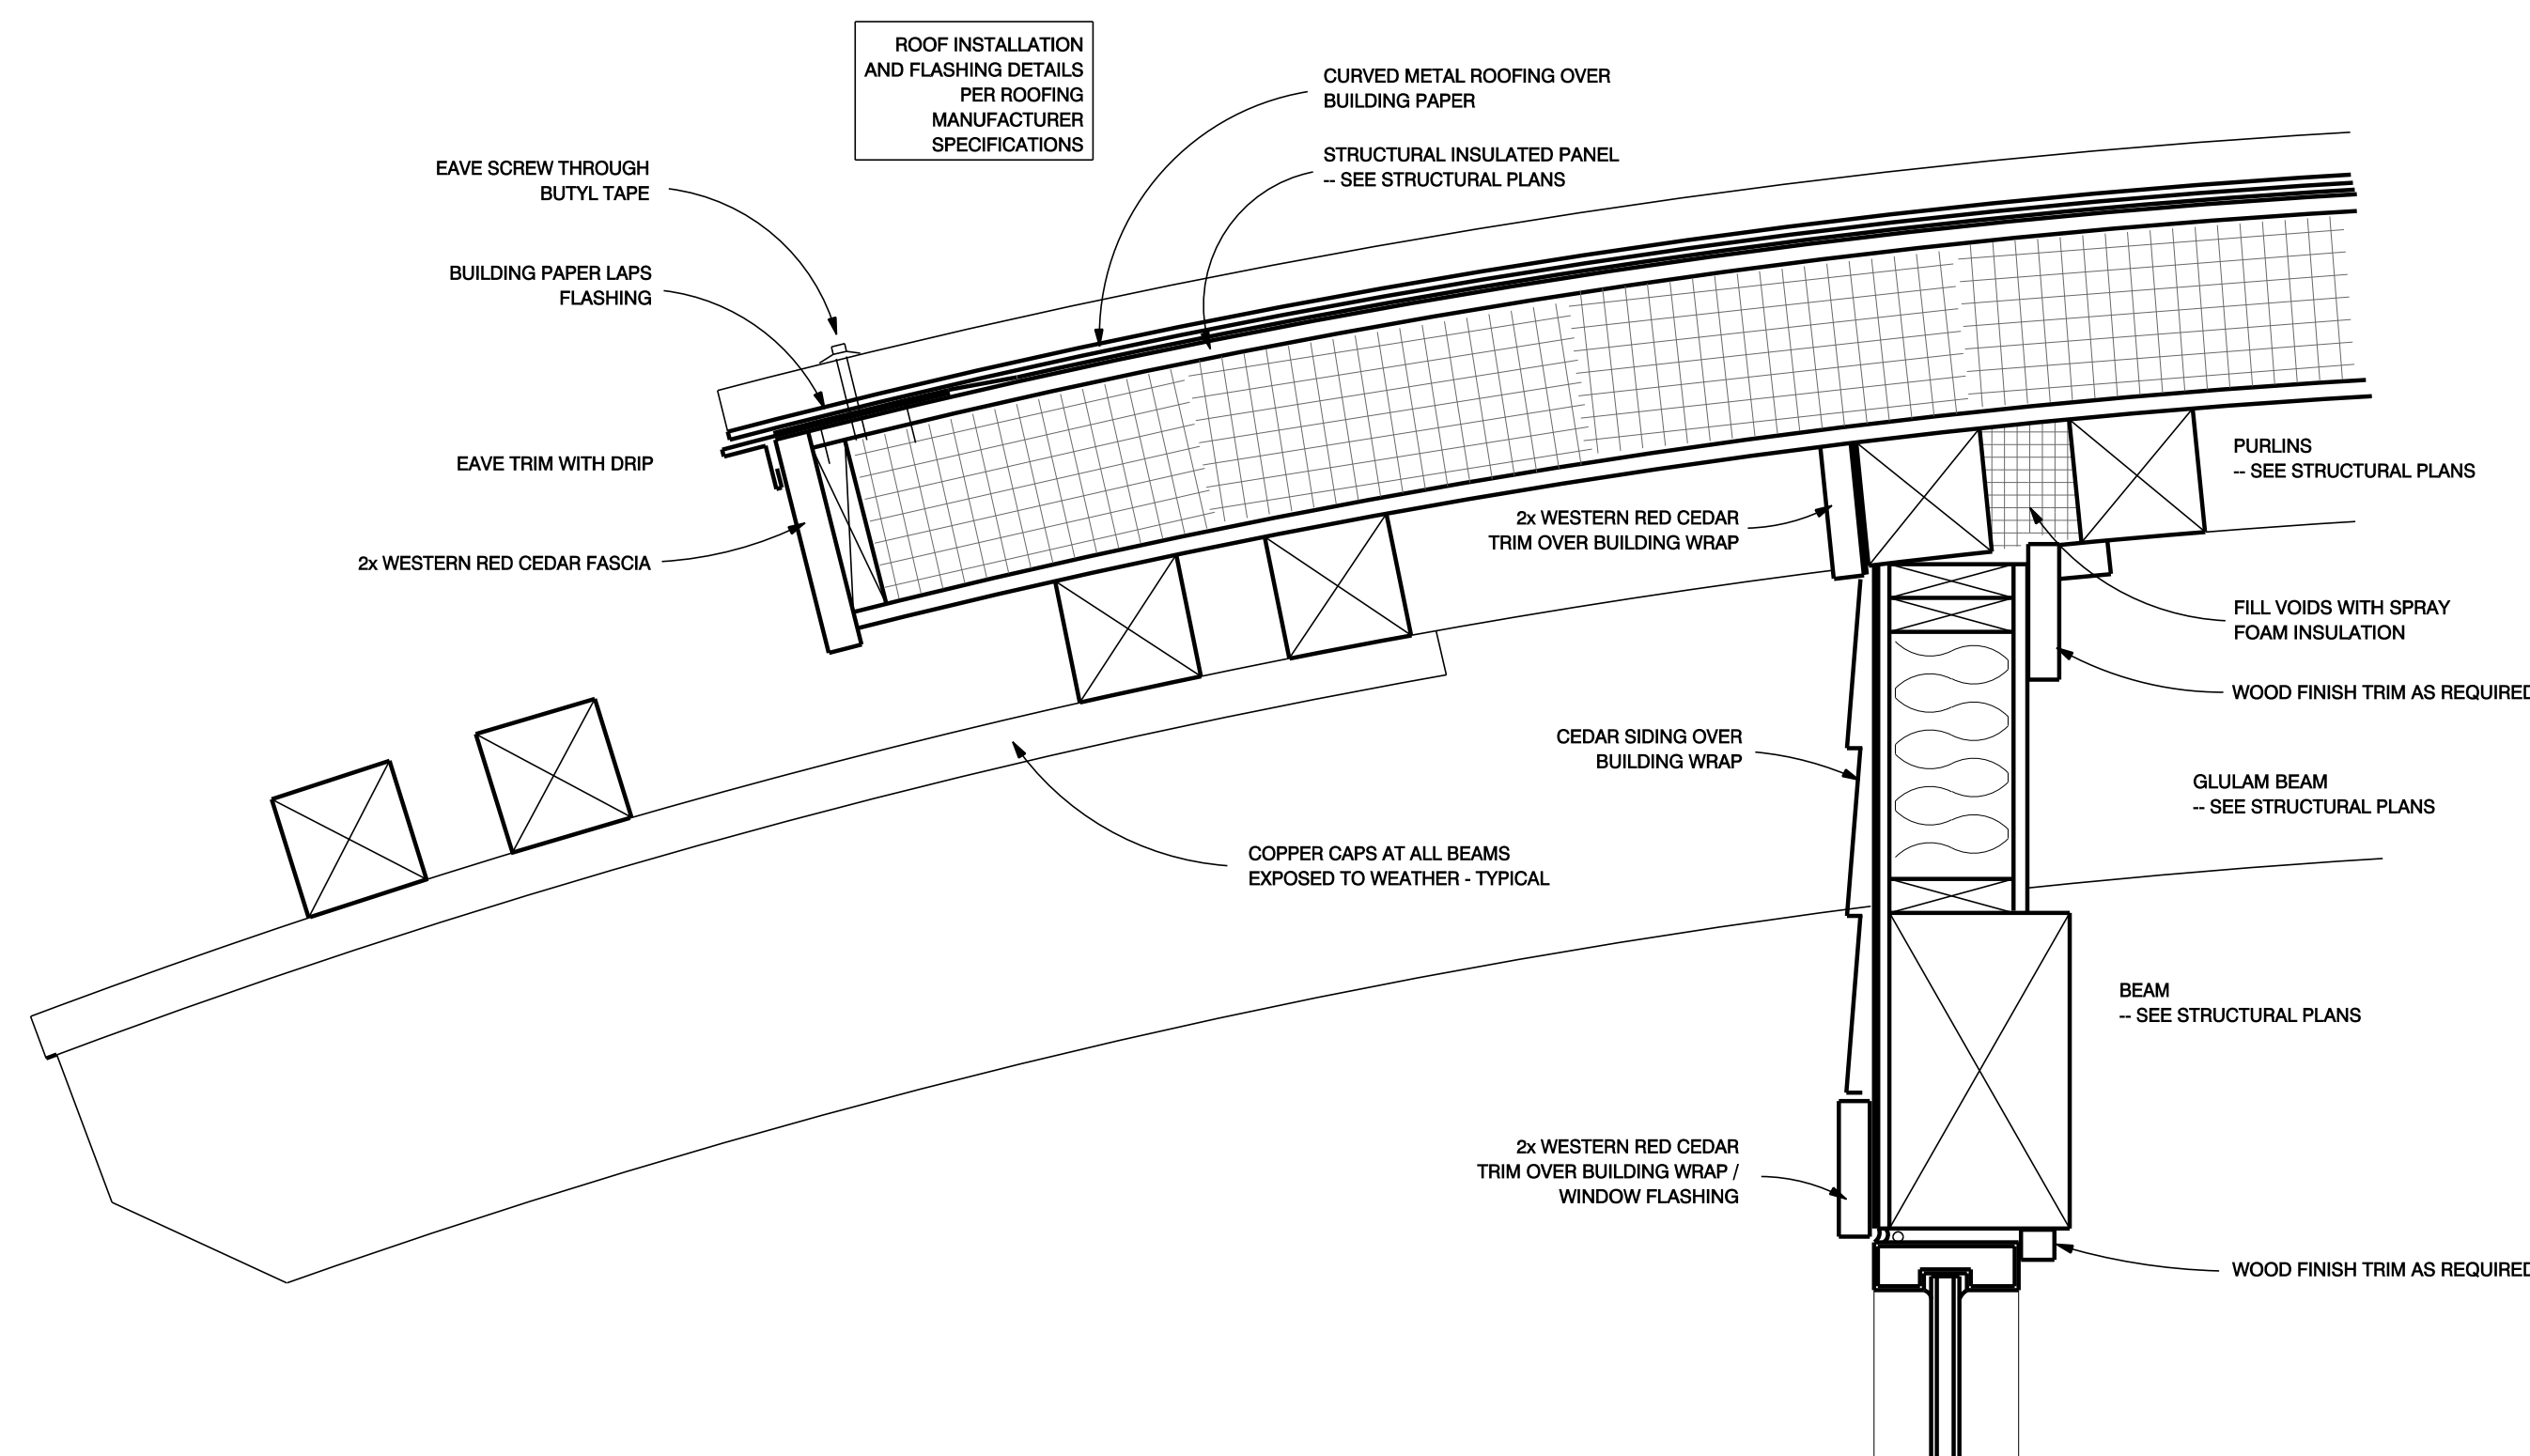 ROOF INSTALLATION
AND FLASHING DETAILS
PER ROOFING
MANUFACTURER
SPECIFICATIONS
CURVED METAL ROOFING OVER
BUILDING PAPER
STRUCTURAL INSULATED PANEL
-- SEE STRUCTURAL PLANS
EAVE SCREW THROUGH
BUTYL TAPE
BUILDING PAPER LAPS
FLASHING
EAVE TRIM WITH DRIP
2x WESTERN RED CEDAR FASCIA
PURLINS
-- SEE STRUCTURAL PLANS
2x WESTERN RED CEDAR
TRIM OVER BUILDING WRAP
FILL VOIDS WITH SPRAY
FOAM INSULATION
WOOD FINISH TRIM AS REQUIRED
CEDAR SIDING OVER
BUILDING WRAP
GLULAM BEAM
-- SEE STRUCTURAL PLANS
COPPER CAPS AT ALL BEAMS
EXPOSED TO WEATHER - TYPICAL
BEAM
-- SEE STRUCTURAL PLANS
2x WESTERN RED CEDAR
TRIM OVER BUILDING WRAP /
WINDOW FLASHING
WOOD FINISH TRIM AS REQUIRED